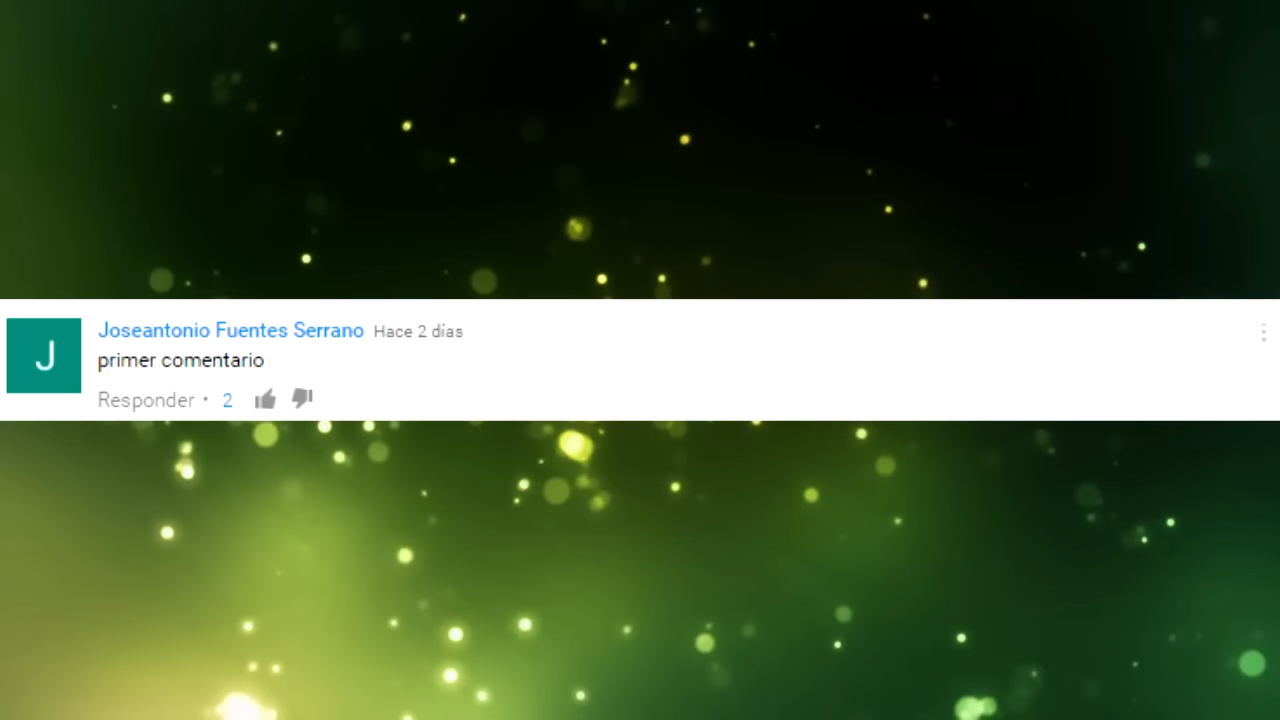 J
Joseantonio Fuentes Serrano Hace 2 días
primer comentario
Responder • 2